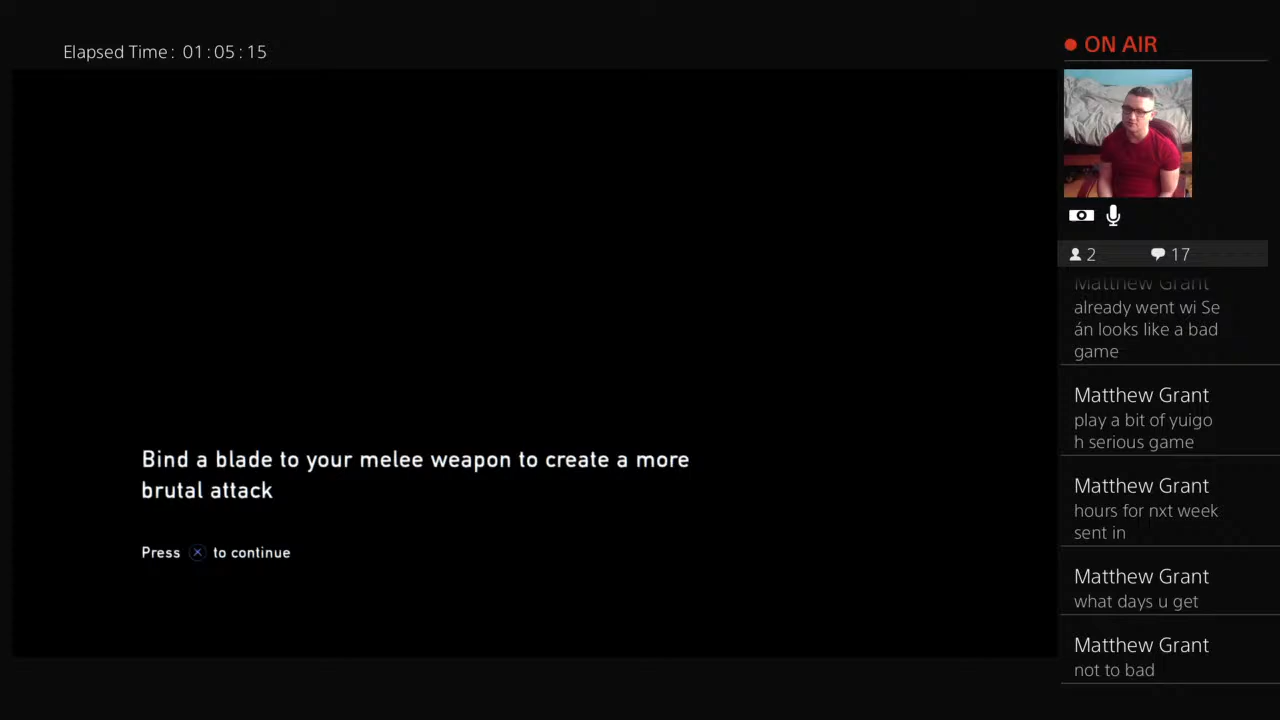 Elapsed Time: 01:05:15
ON AIR
2
17
Matthew Grant
already went wi Se
án looks like a bad
game
Matthew Grant
play a bit of yuigo
h serious game
Matthew Grant
hours for nxt week
sent in
Matthew Grant
what days u get
Matthew Grant
not to bad
Bind a blade to your melee weapon to create a more
brutal attack
Press X to continue